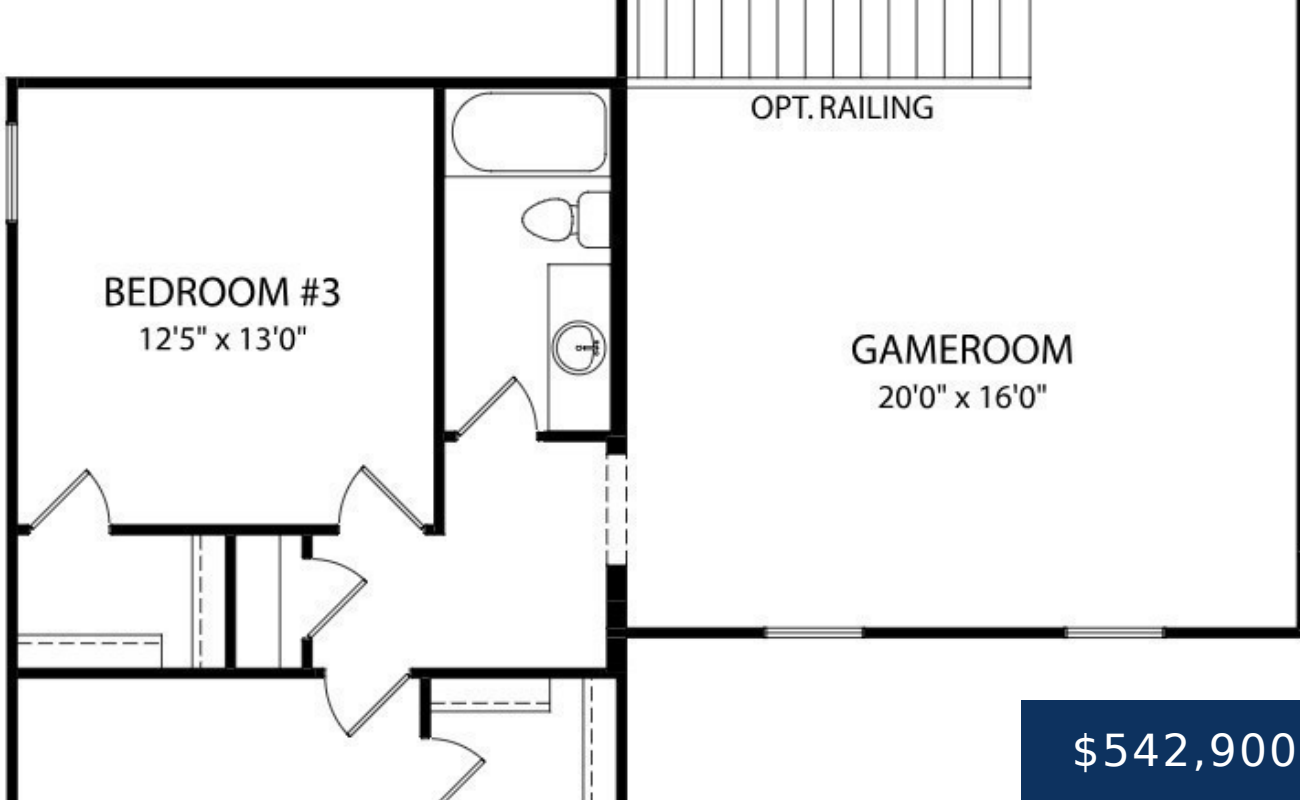 OPT. RAILING
BEDROOM #3
12'5" x 13'0"
GAMEROOM
20'0" x 16'0"
$542,900